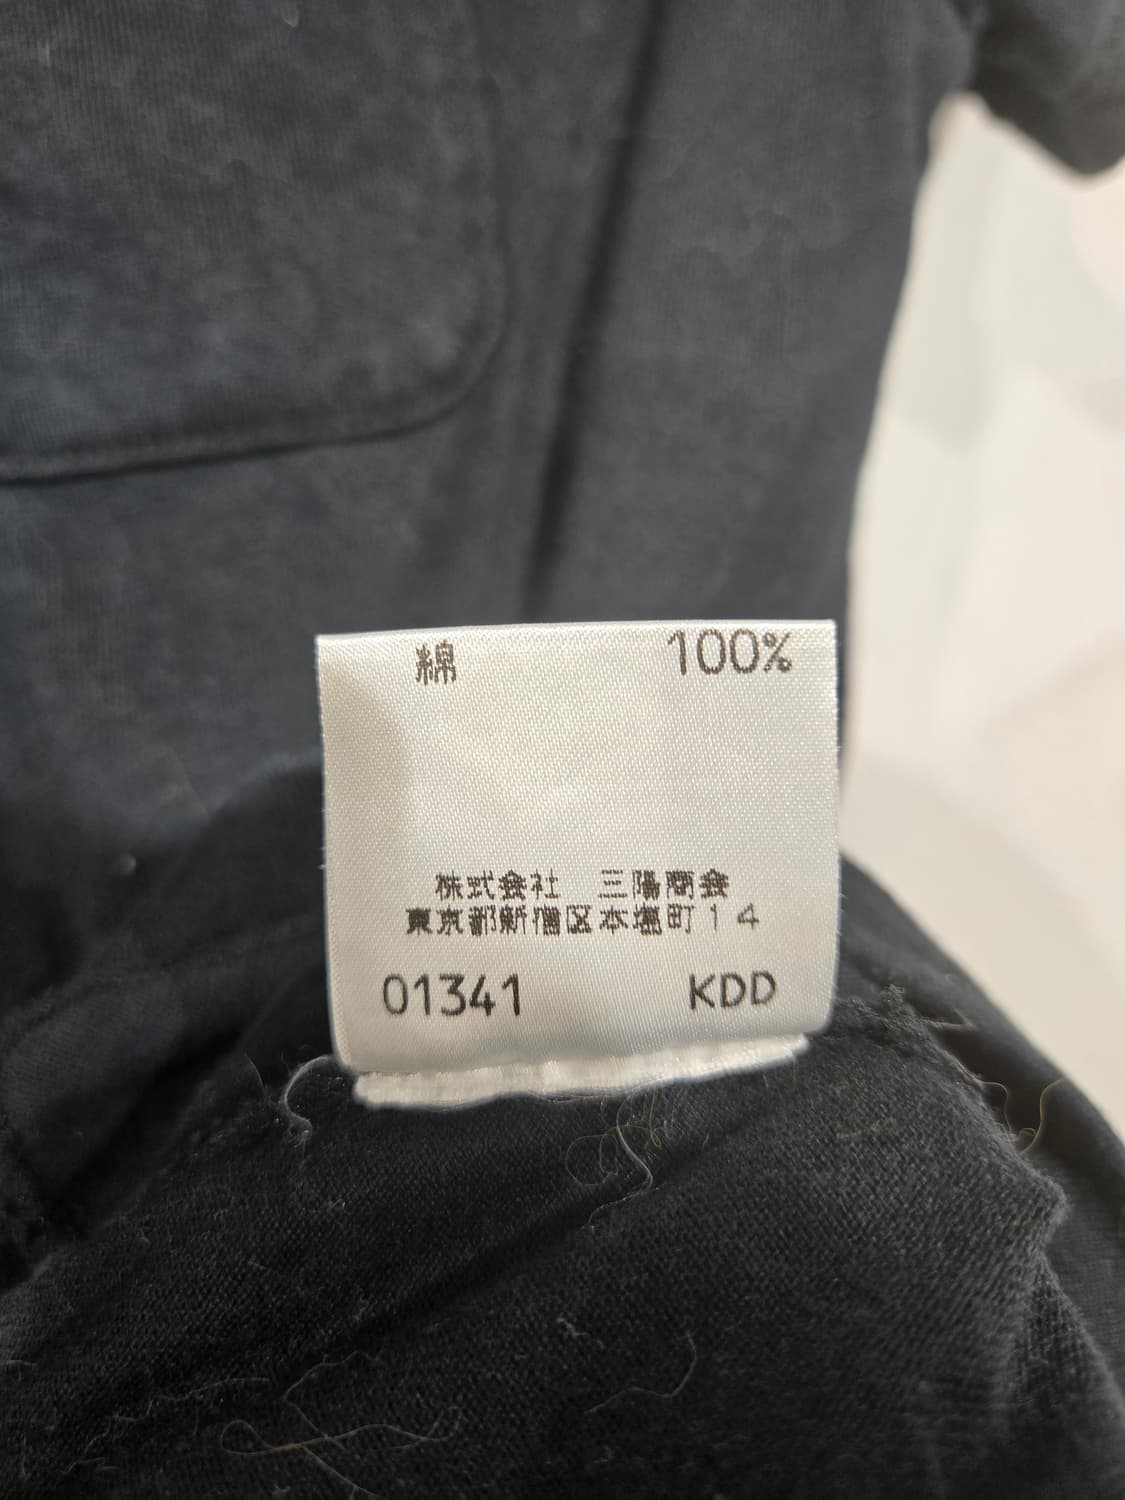 綿 100%
株式会社 三陽商会
東京都新宿区本塩町14
01341 KDD